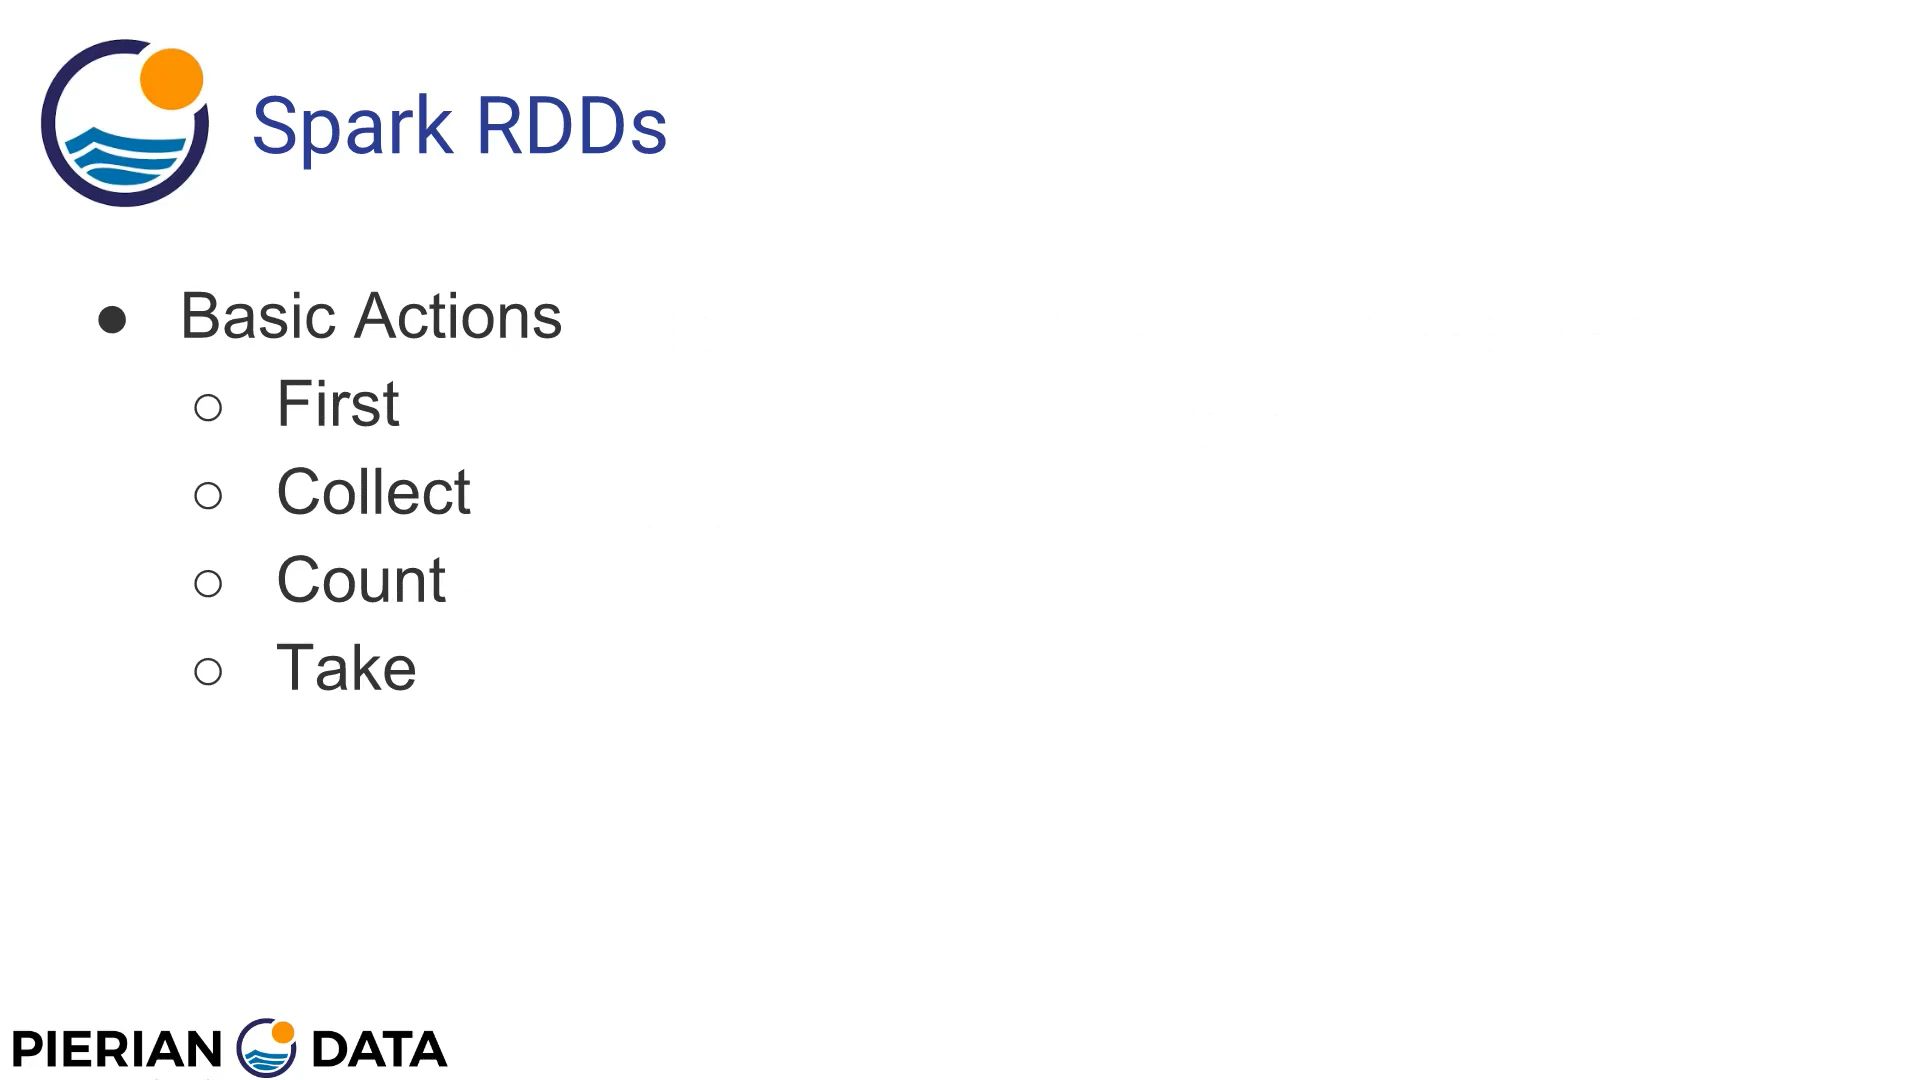 Spark RDDs
● Basic Actions
○ First
○ Collect
○ Count
○ Take
PIERIAN DATA